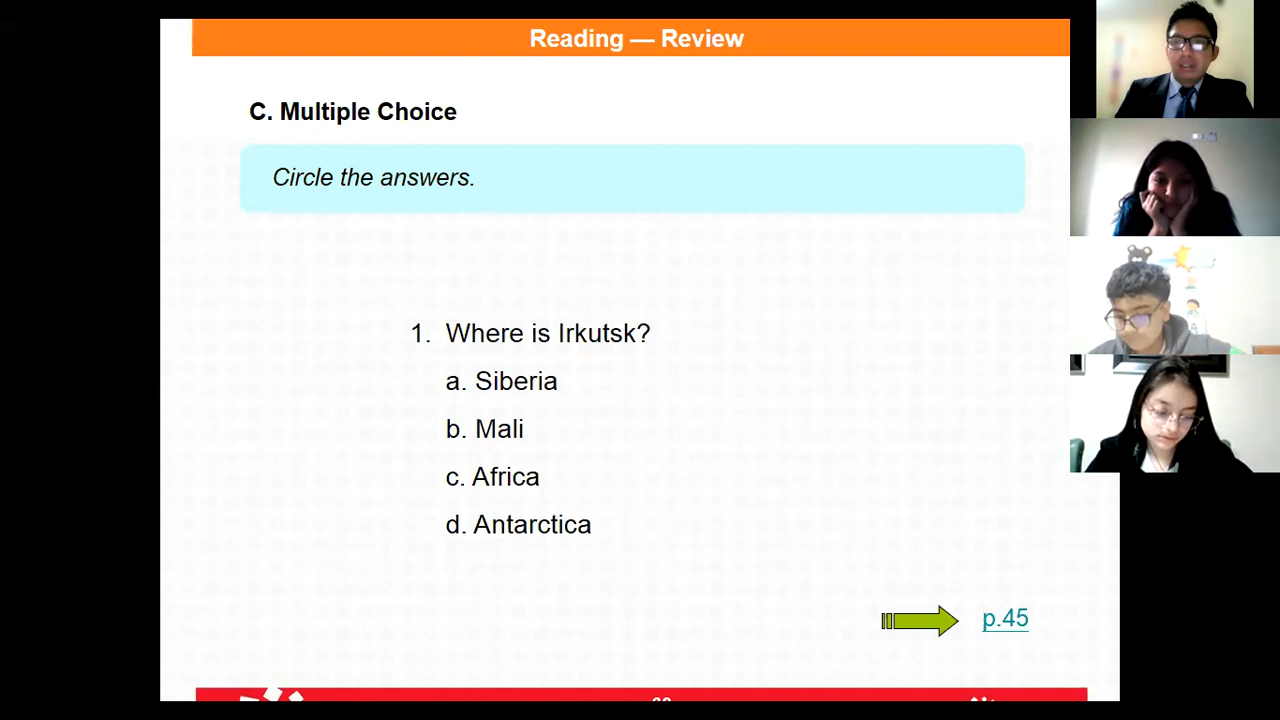 Reading — Review
C. Multiple Choice
Circle the answers.
1. Where is Irkutsk?
a. Siberia
b. Mali
c. Africa
d. Antarctica
p.45